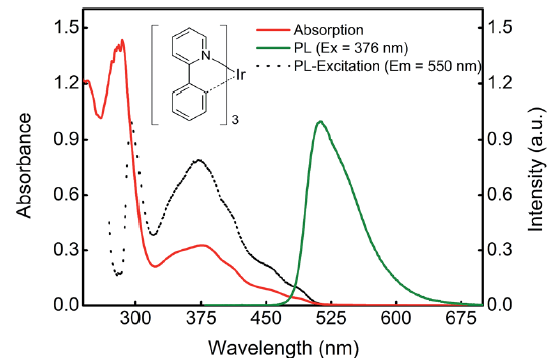 Absorption
PL (Ex = 376 nm)
PL-Excitation (Em = 550 nm)
N
Ir
3
1.5
1.2
0.9
0.6
0.3
0.0
Absorbance
1.5
1.2
0.9
0.6
0.3
0.0
Intensity (a.u.)
300 375 450 525 600 675
Wavelength (nm)